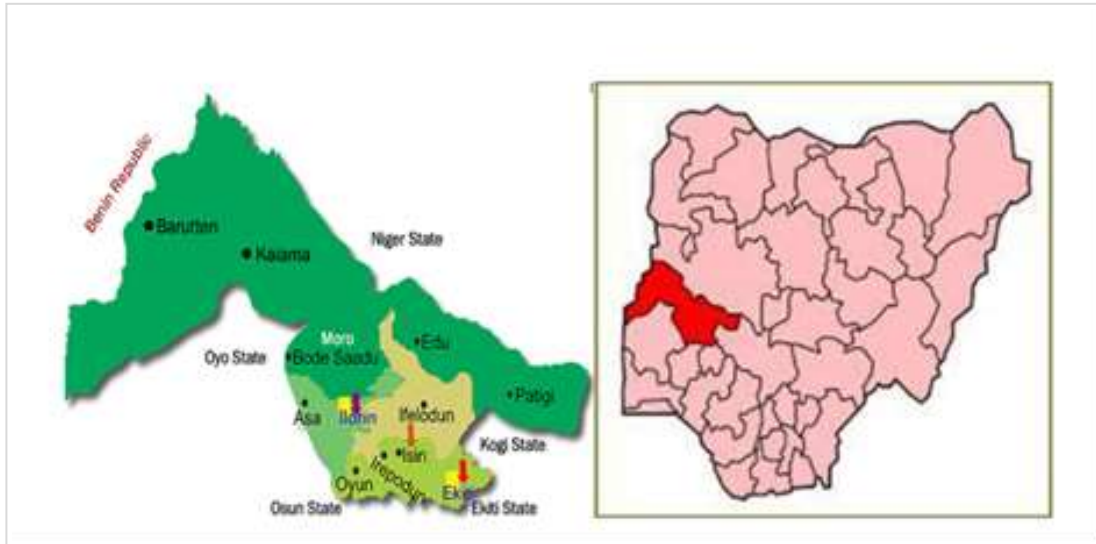 Benin Republic
Barutten
Kaiama
Niger State
Moro
Oyo State
Bode Saadu
Edu
Patigi
Asa
Ilorin
Ifelodun
Kogi State
Isin
Irepodun
Oyun
Osun State
Ekiti State